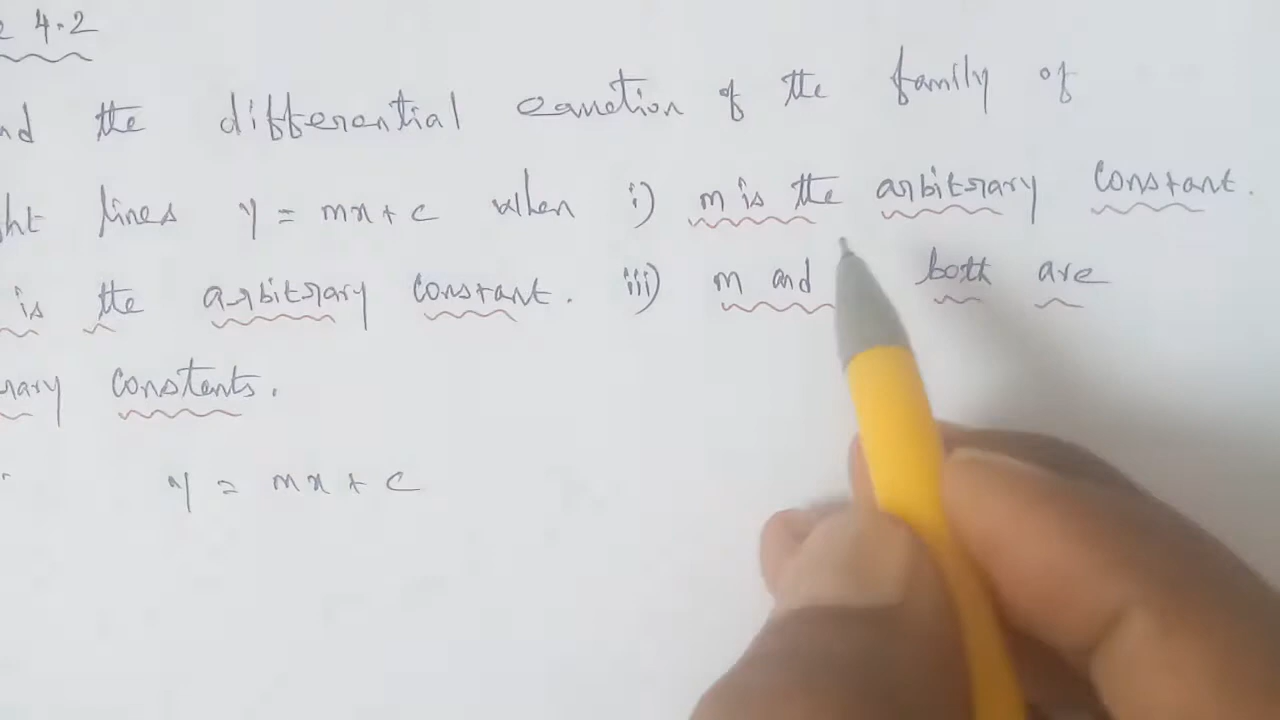 4.2
the differential equation of the family of
lines y = mx + c when i) m is the arbitrary constant.
is the arbitrary constant. iii) m and both are
constants.
y = mx + c